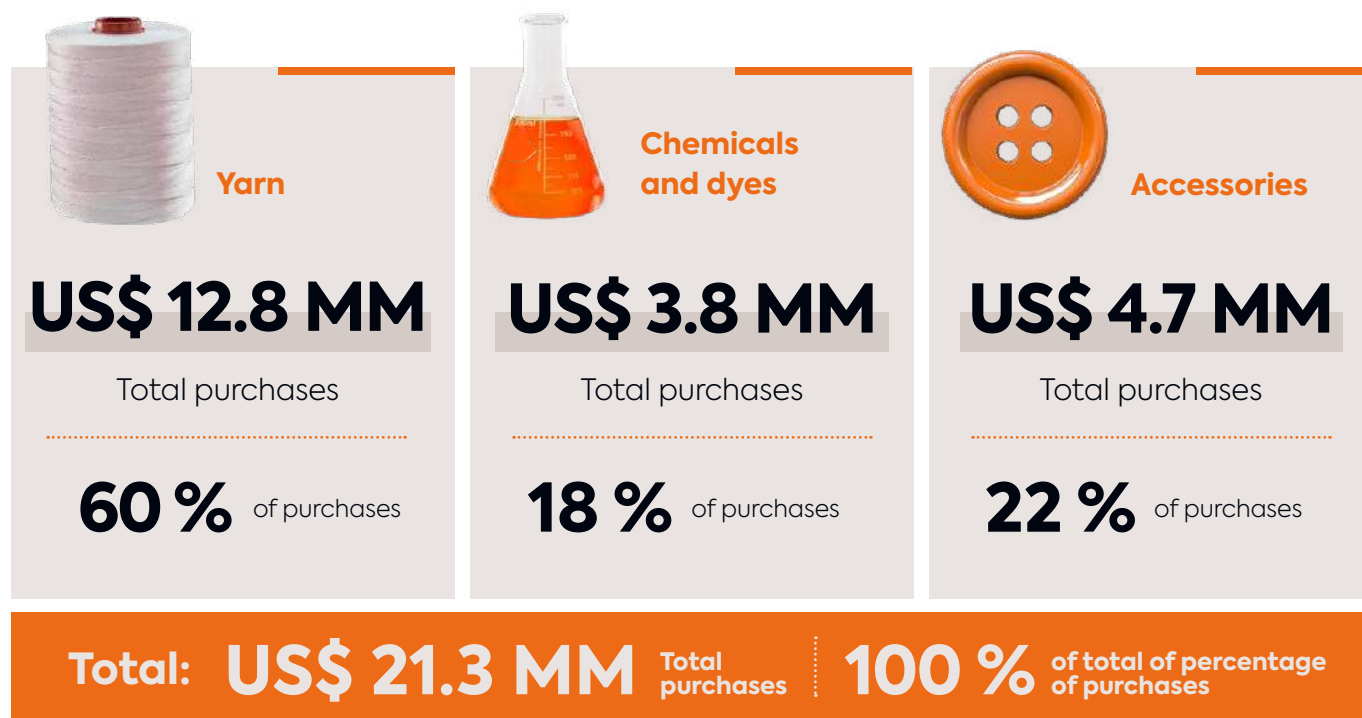 Yarn
US$ 12.8 MM
Total purchases
60 % of purchases
Chemicals
and dyes
US$ 3.8 MM
Total purchases
18 % of purchases
Accessories
US$ 4.7 MM
Total purchases
22 % of purchases
Total: US$ 21.3 MM Total
purchases
100 % of total of percentage
of purchases